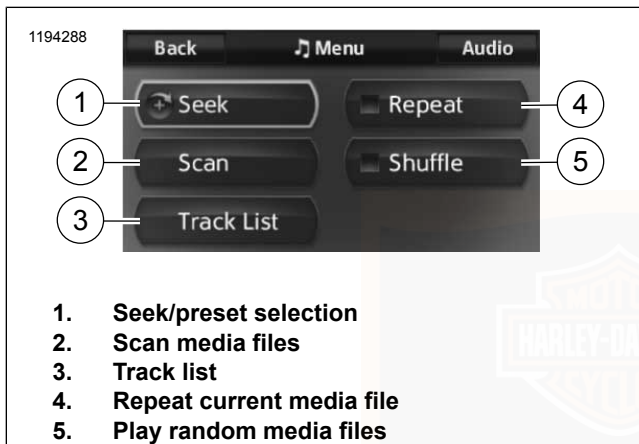 1194288
Back ♫ Menu Audio
1 Seek Repeat 4
2 Scan Shuffle 5
3 Track List
1. Seek/preset selection
2. Scan media files
3. Track list
4. Repeat current media file
5. Play random media files